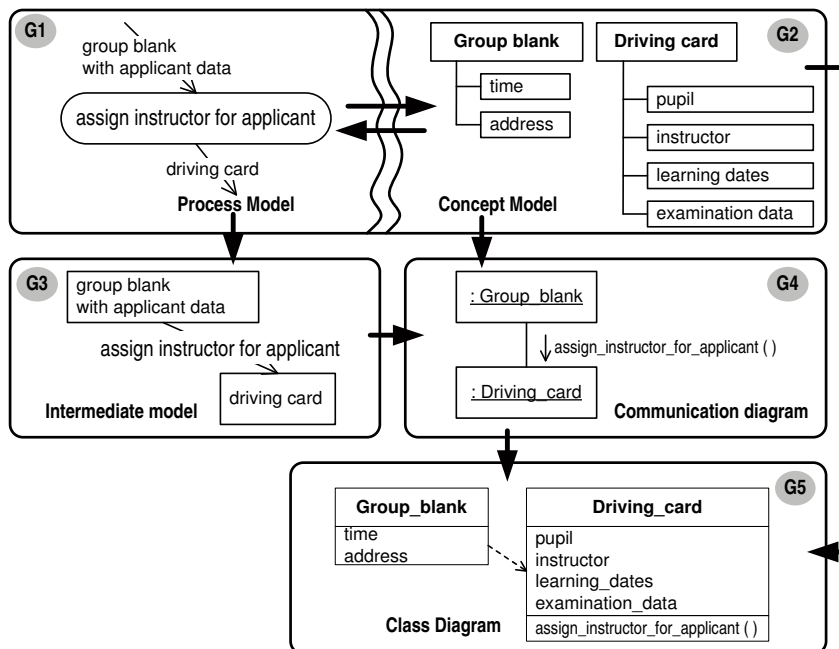 G1
group blank
with applicant data
assign instructor for applicant
driving card
Process Model
G2
Group blank
time
address
Driving card
pupil
instructor
learning dates
examination data
Concept Model
G3
group blank
with applicant data
assign instructor for applicant
driving card
Intermediate model
G4
: Group_blank
assign_instructor_for_applicant ( )
: Driving_card
Communication diagram
G5
Group_blank
time
address
Driving_card
pupil
instructor
learning_dates
examination_data
assign_instructor_for_applicant ( )
Class Diagram